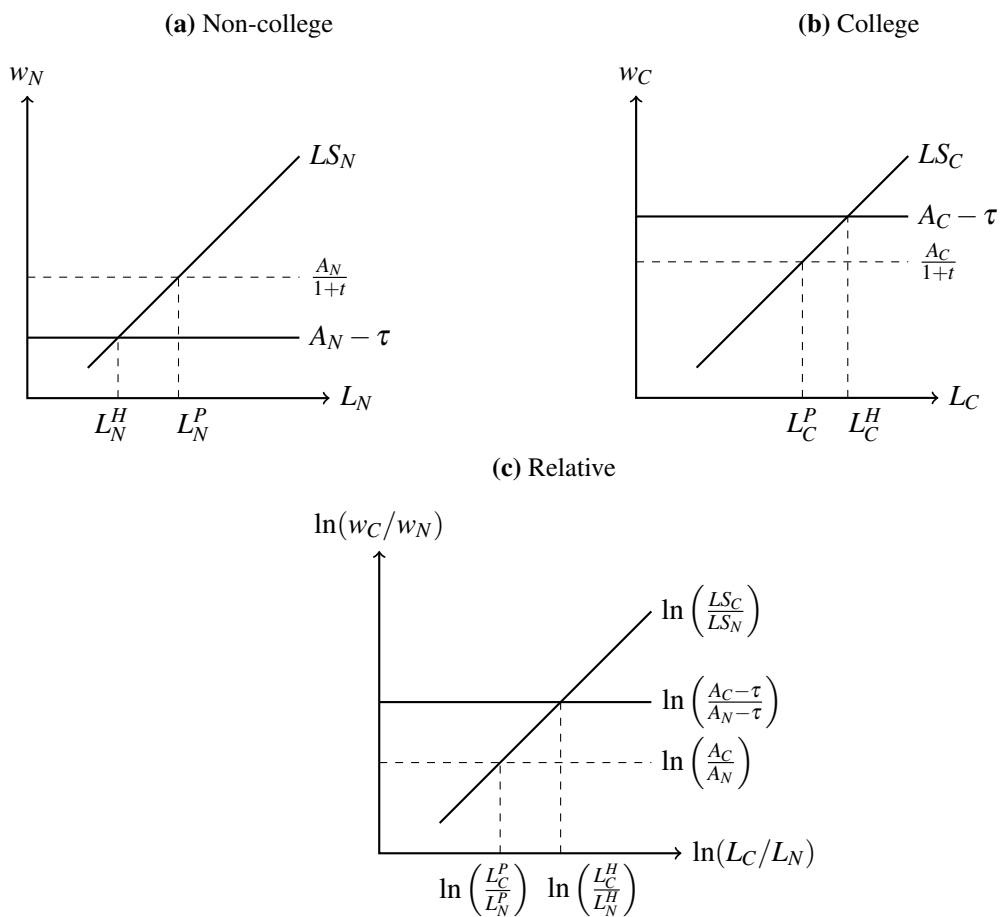 (a) Non-college
w_N
LS_N
A_N/(1+t)
A_N − τ
L_N
L_N^H
L_N^P
(b) College
w_C
LS_C
A_C − τ
A_C/(1+t)
L_C
L_C^P
L_C^H
(c) Relative
ln(w_C/w_N)
ln(LS_C/LS_N)
ln((A_C−τ)/(A_N−τ))
ln(A_C/A_N)
ln(L_C/L_N)
ln(L_C^P/L_N^P)
ln(L_C^H/L_N^H)